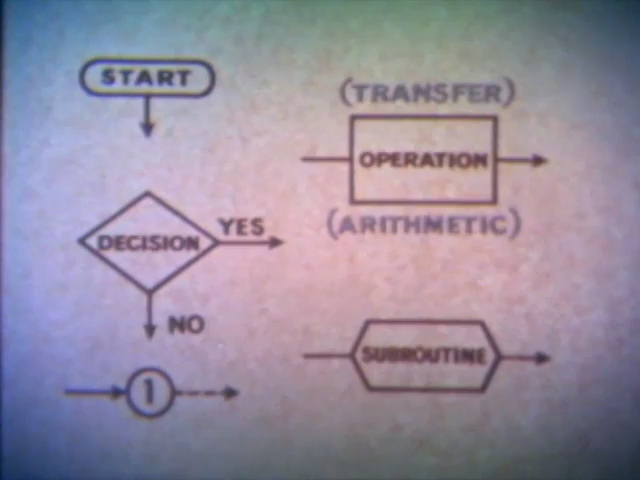 START
(TRANSFER)
OPERATION
(ARITHMETIC)
DECISION
YES
NO
SUBROUTINE
1